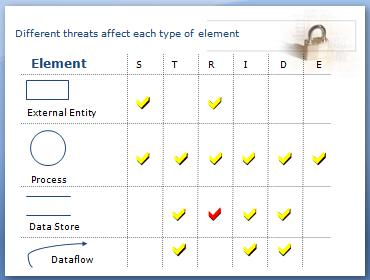 Different threats affect each type of element
Element S T R I D E
External Entity
Process
Data Store
Dataflow